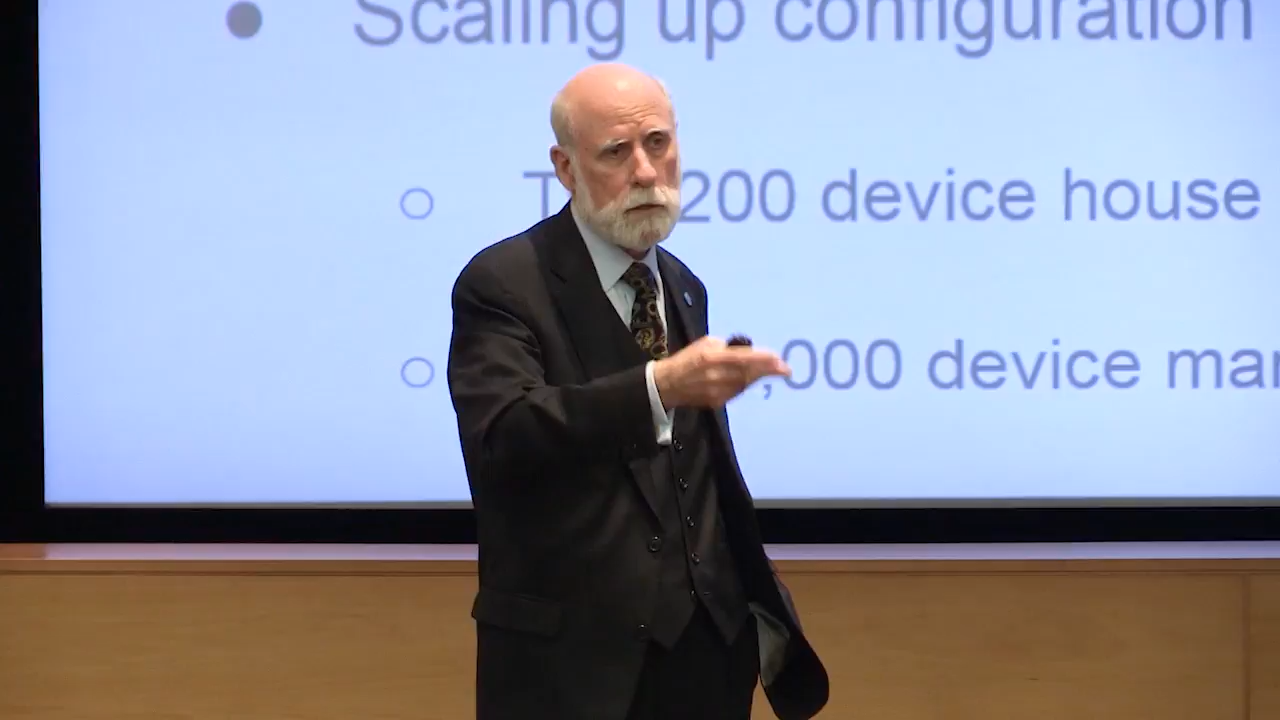 ● Scaling up configuration
○ 200 device house
○ ,000 device